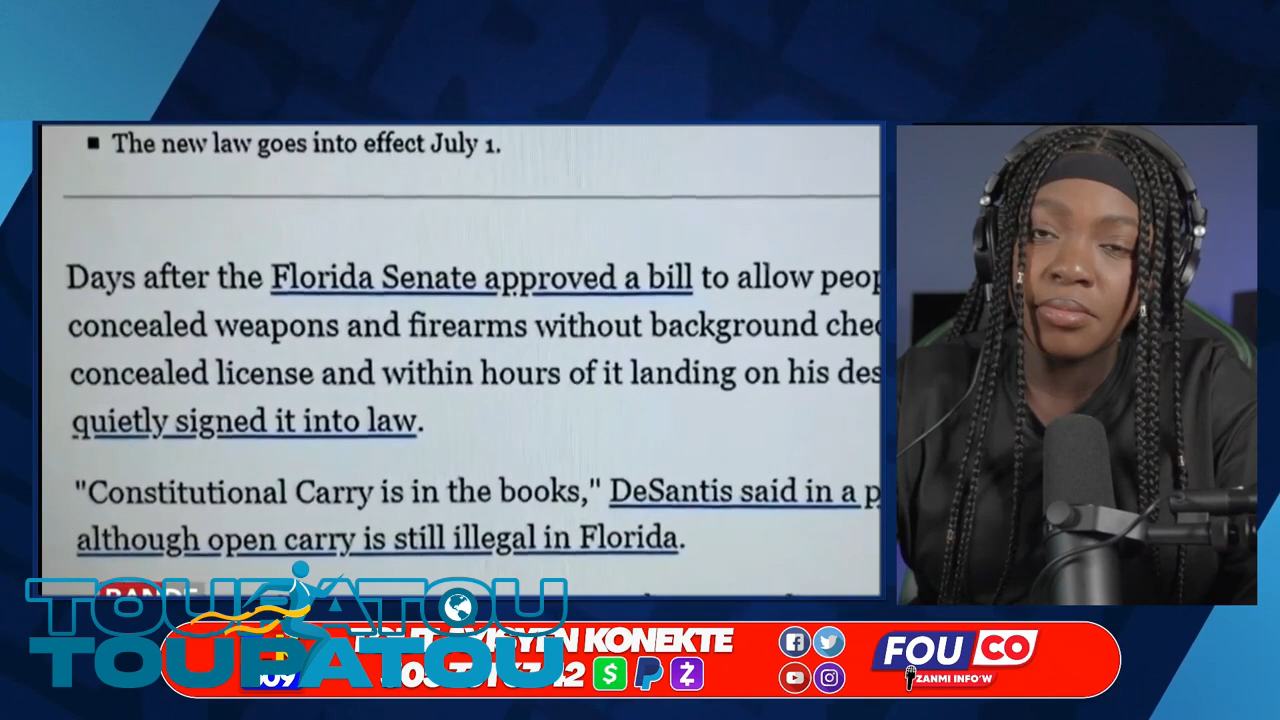 The new law goes into effect July 1.
Days after the Florida Senate approved a bill to allow
concealed weapons and firearms without background
concealed license and within hours of it landing on his
quietly signed it into law.
"Constitutional Carry is in the books," DeSantis said in a
although open carry is still illegal in Florida.
TOUPATOU
TOUPATOU
KONEKTE
FOU CO
ZANMI INFO'W